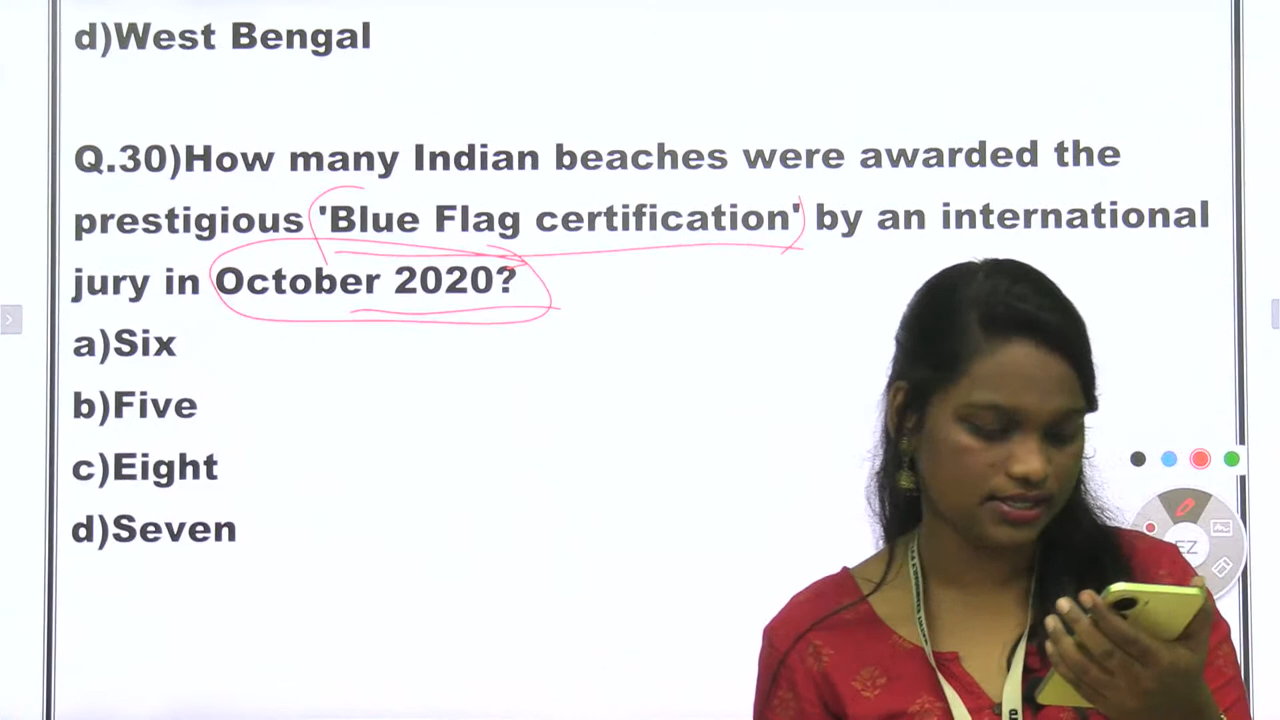 d)West Bengal
Q.30)How many Indian beaches were awarded the
prestigious 'Blue Flag certification' by an international
jury in October 2020?
a)Six
b)Five
c)Eight
d)Seven
EZ